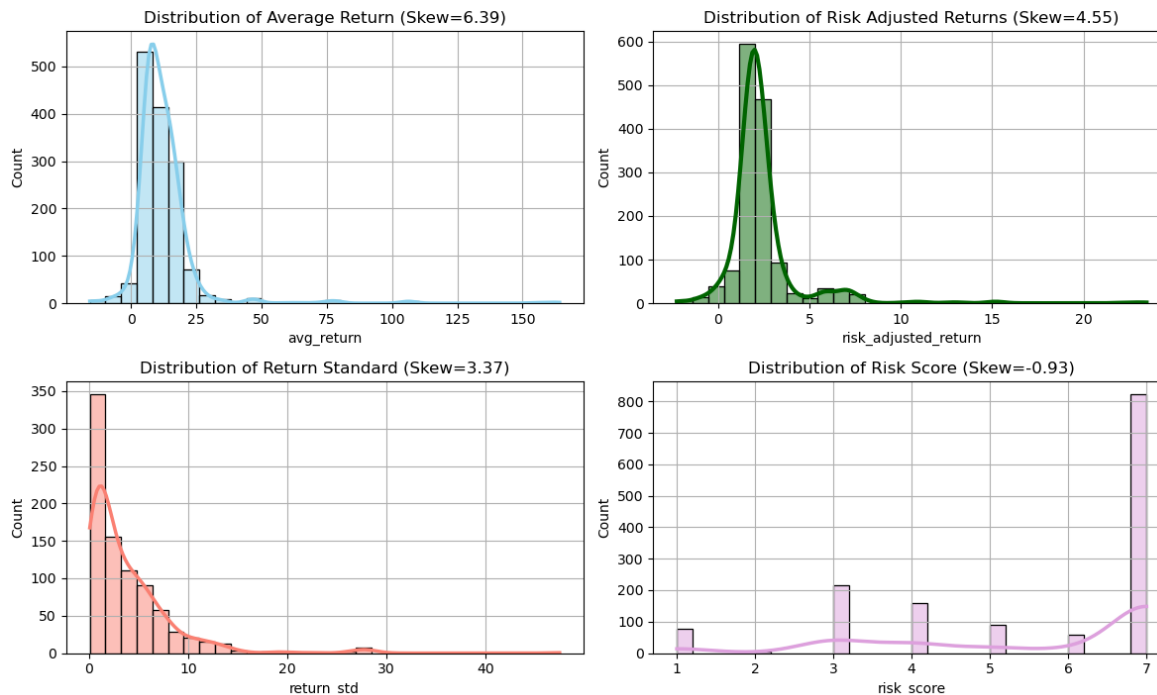 Distribution of Average Return (Skew=6.39)
500
400
300
200
100
0
Count
0 25 50 75 100 125 150
avg_return
Distribution of Risk Adjusted Returns (Skew=4.55)
600
500
400
300
200
100
0
Count
0 5 10 15 20
risk_adjusted_return
Distribution of Return Standard (Skew=3.37)
350
300
250
200
150
100
50
0
Count
0 10 20 30 40
return_std
Distribution of Risk Score (Skew=-0.93)
800
700
600
500
400
300
200
100
0
Count
1 2 3 4 5 6 7
risk_score